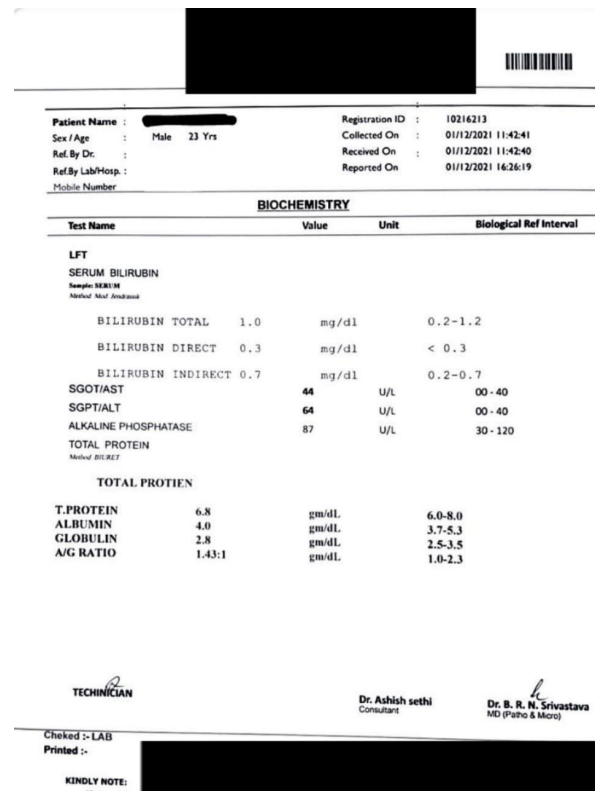 Patient Name :
Registration ID : 10216213
Sex / Age : Male 23 Yrs
Collected On : 01/12/2021 11:42:41
Ref. By Dr. :
Received On : 01/12/2021 11:42:40
Ref.By Lab/Hosp. :
Reported On : 01/12/2021 16:26:19
Mobile Number
BIOCHEMISTRY
Test Name Value Unit Biological Ref Interval
LFT
SERUM BILIRUBIN
Sample: SERUM
Method Mod Jendrassik
BILIRUBIN TOTAL 1.0 mg/dl 0.2-1.2
BILIRUBIN DIRECT 0.3 mg/dl < 0.3
BILIRUBIN INDIRECT 0.7 mg/dl 0.2-0.7
SGOT/AST 44 U/L 00 - 40
SGPT/ALT 64 U/L 00 - 40
ALKALINE PHOSPHATASE 87 U/L 30 - 120
TOTAL PROTEIN
Method BIURET
TOTAL PROTIEN
T.PROTEIN 6.8 gm/dL 6.0-8.0
ALBUMIN 4.0 gm/dL 3.7-5.3
GLOBULIN 2.8 gm/dL 2.5-3.5
A/G RATIO 1.43:1 gm/dL 1.0-2.3
TECHINICIAN
Dr. Ashish sethi
Consultant
Dr. B. R. N. Srivastava
MD (Patho & Micro)
Cheked :- LAB
Printed :-
KINDLY NOTE: